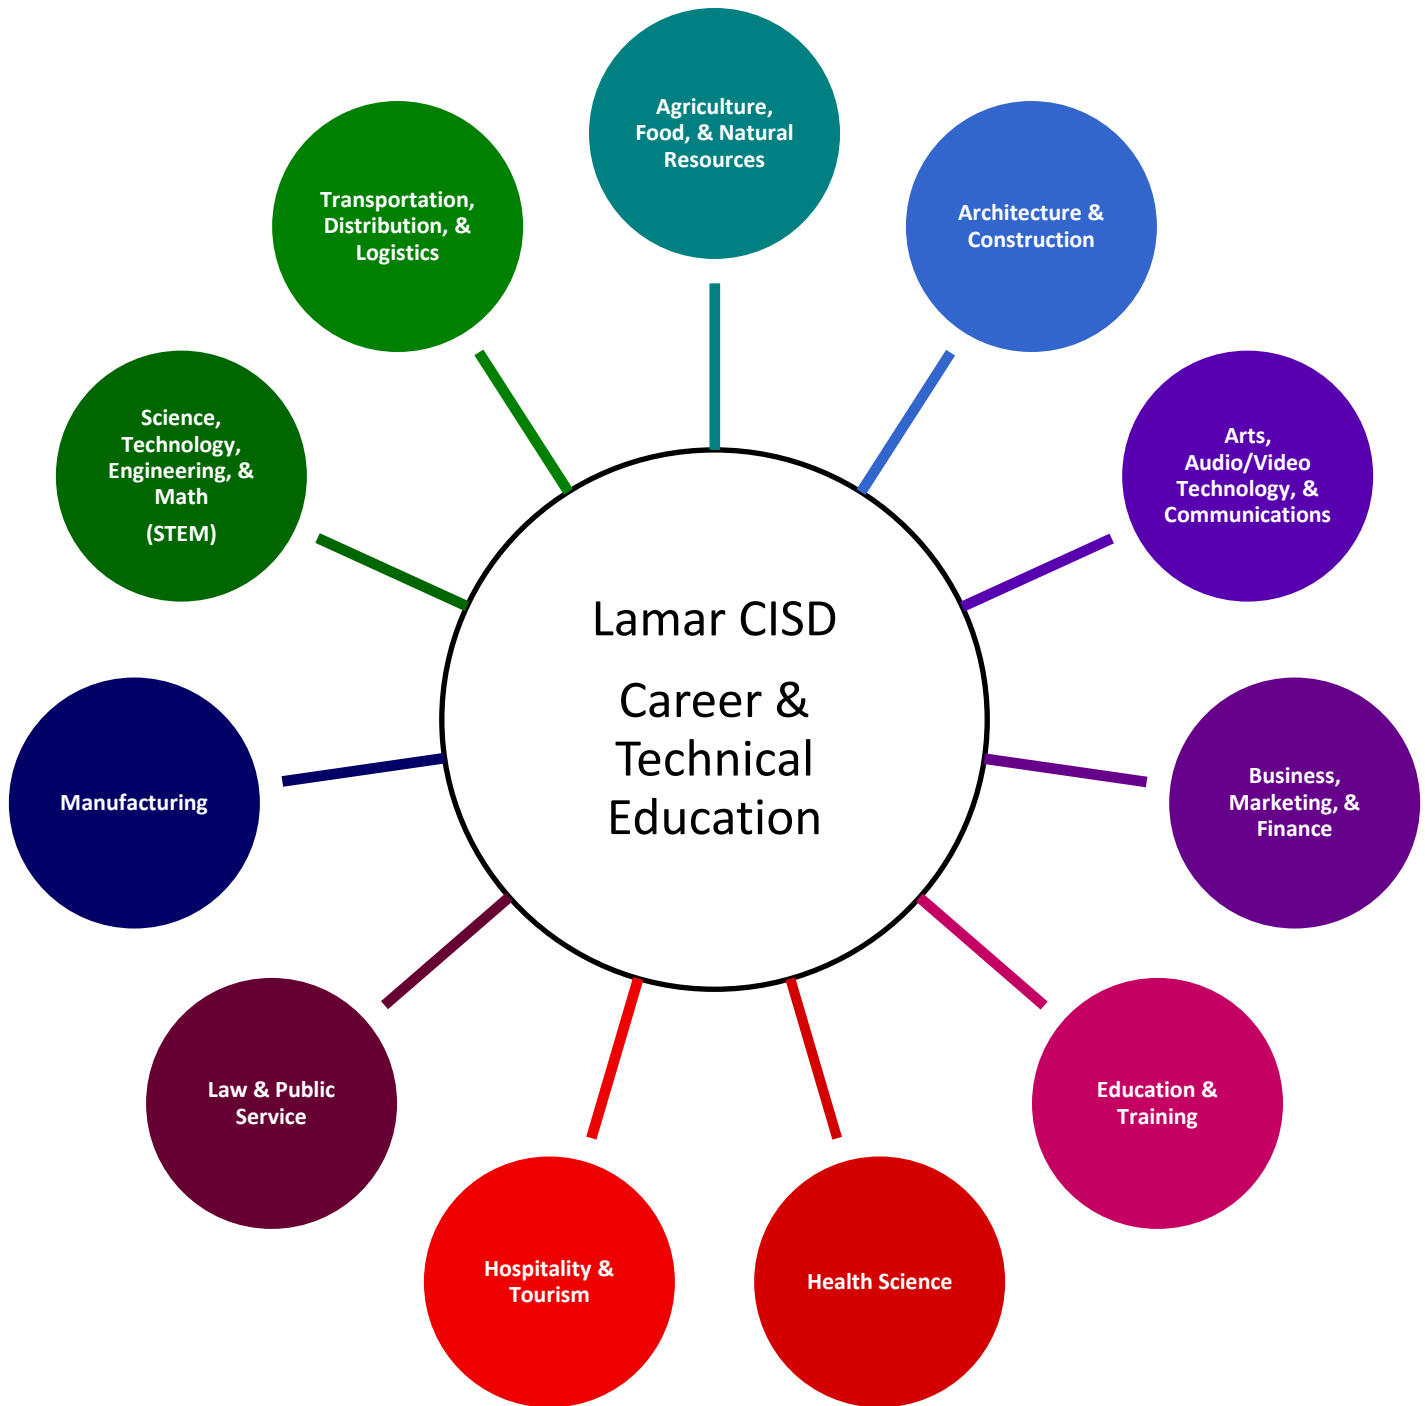 Agriculture,
Food, & Natural
Resources
Architecture &
Construction
Arts,
Audio/Video
Technology, &
Communications
Business,
Marketing, &
Finance
Education &
Training
Health Science
Hospitality &
Tourism
Law & Public
Service
Manufacturing
Science,
Technology,
Engineering, &
Math
(STEM)
Transportation,
Distribution, &
Logistics
Lamar CISD
Career &
Technical
Education